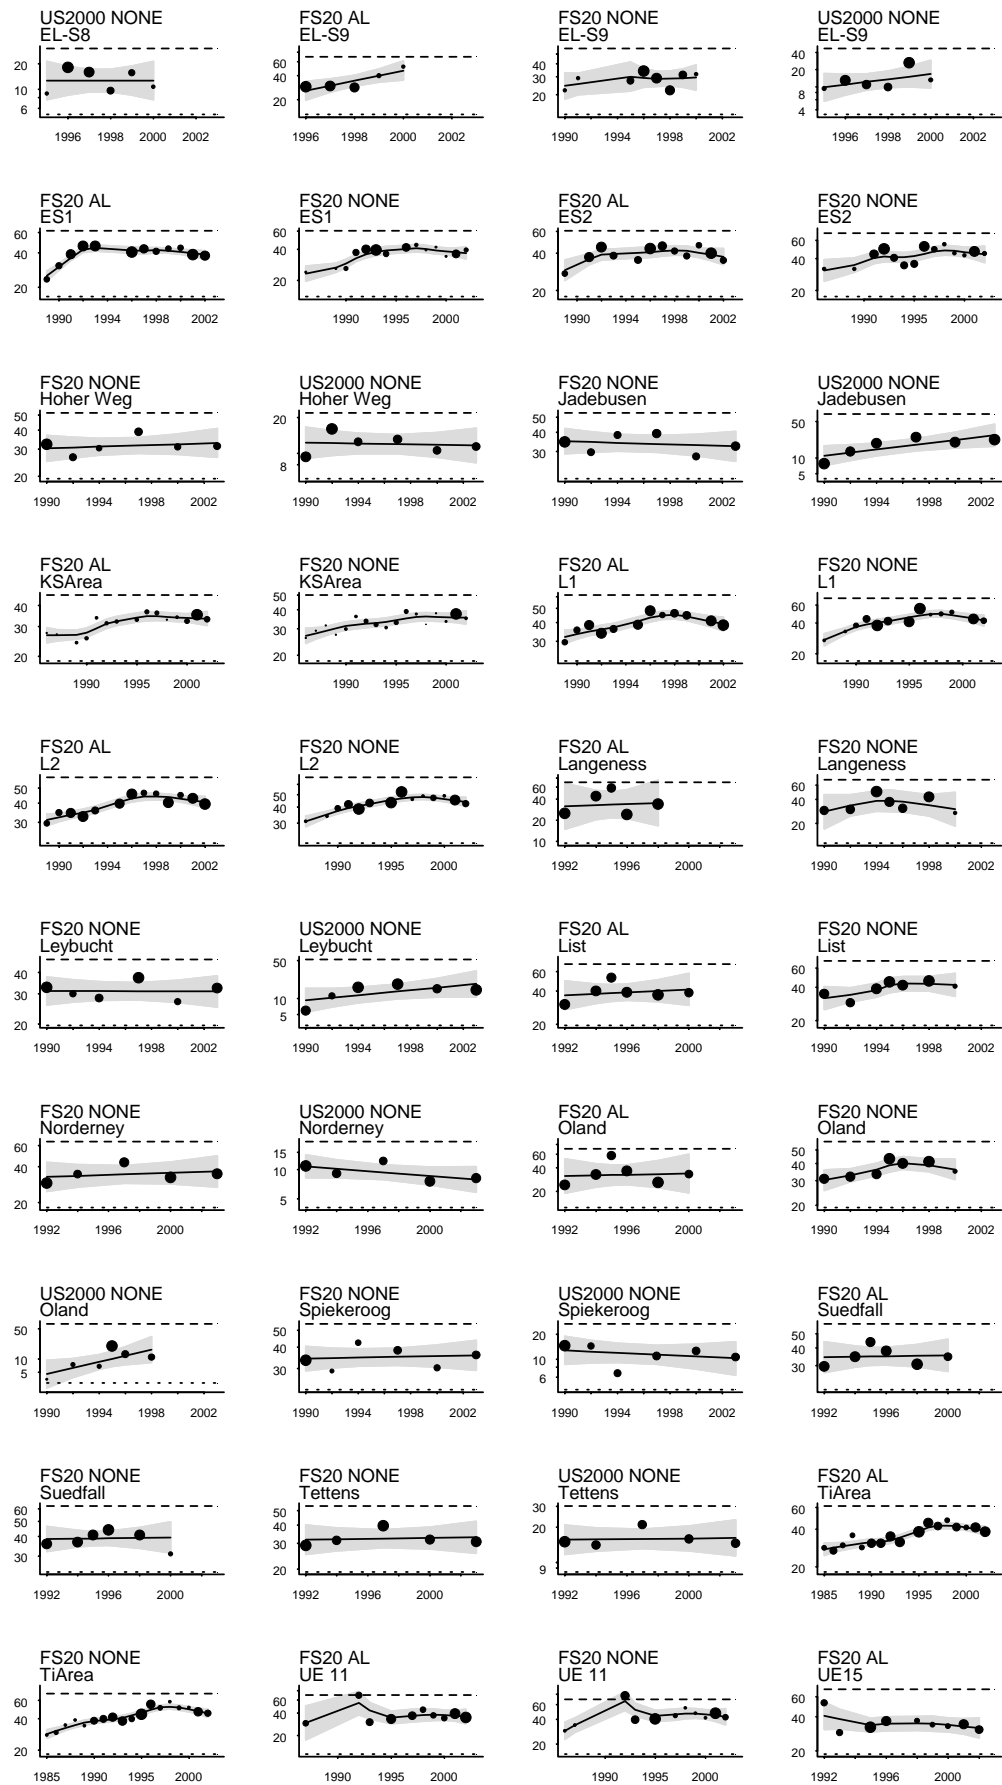 US2000 NONE
EL-S8
20
10
6
1996 1998 2000 2002
FS20 AL
EL-S9
60
40
20
1996 1998 2000 2002
FS20 NONE
EL-S9
40
30
20
1990 1994 1998 2002
US2000 NONE
EL-S9
40
20
8
4
1996 1998 2000 2002
FS20 AL
ES1
60
40
20
1990 1994 1998 2002
FS20 NONE
ES1
60
40
20
1990 1995 2000
FS20 AL
ES2
60
40
20
1990 1994 1998 2002
FS20 NONE
ES2
60
40
20
1990 1995 2000
FS20 NONE
Hoher Weg
50
40
30
20
1990 1994 1998 2002
US2000 NONE
Hoher Weg
20
8
1990 1994 1998 2002
FS20 NONE
Jadebusen
50
40
30
1990 1994 1998 2002
US2000 NONE
Jadebusen
50
10
5
1990 1994 1998 2002
FS20 AL
KSArea
40
30
20
1990 1995 2000
FS20 NONE
KSArea
50
40
30
20
1990 1995 2000
FS20 AL
L1
50
40
30
1990 1994 1998 2002
FS20 NONE
L1
60
40
20
1990 1995 2000
FS20 AL
L2
50
40
30
1990 1994 1998 2002
FS20 NONE
L2
50
40
30
1990 1995 2000
FS20 AL
Langeness
60
40
20
10
1992 1996 2000
FS20 NONE
Langeness
60
40
20
1990 1994 1998 2002
FS20 NONE
Leybucht
40
30
20
1990 1994 1998 2002
US2000 NONE
Leybucht
50
10
5
1990 1994 1998 2002
FS20 AL
List
60
40
20
1992 1996 2000
FS20 NONE
List
60
40
20
1990 1994 1998 2002
FS20 NONE
Norderney
60
40
20
1992 1996 2000
US2000 NONE
Norderney
15
10
5
1992 1996 2000
FS20 AL
Oland
60
40
20
1992 1996 2000
FS20 NONE
Oland
50
40
30
20
1990 1994 1998 2002
US2000 NONE
Oland
50
10
5
1990 1994 1998 2002
FS20 NONE
Spiekeroog
50
40
30
1990 1994 1998 2002
US2000 NONE
Spiekeroog
20
10
6
1990 1994 1998 2002
FS20 AL
Suedfall
50
40
30
1992 1996 2000
FS20 NONE
Suedfall
60
50
40
30
1992 1996 2000
FS20 NONE
Tettens
50
40
30
20
1992 1996 2000
US2000 NONE
Tettens
30
20
9
1992 1996 2000
FS20 AL
TiArea
60
40
20
1985 1990 1995 2000
FS20 NONE
TiArea
60
40
20
1985 1990 1995 2000
FS20 AL
UE 11
60
40
20
1990 1994 1998 2002
FS20 NONE
UE 11
60
40
20
1990 1995 2000
FS20 AL
UE15
60
40
20
1992 1996 2000